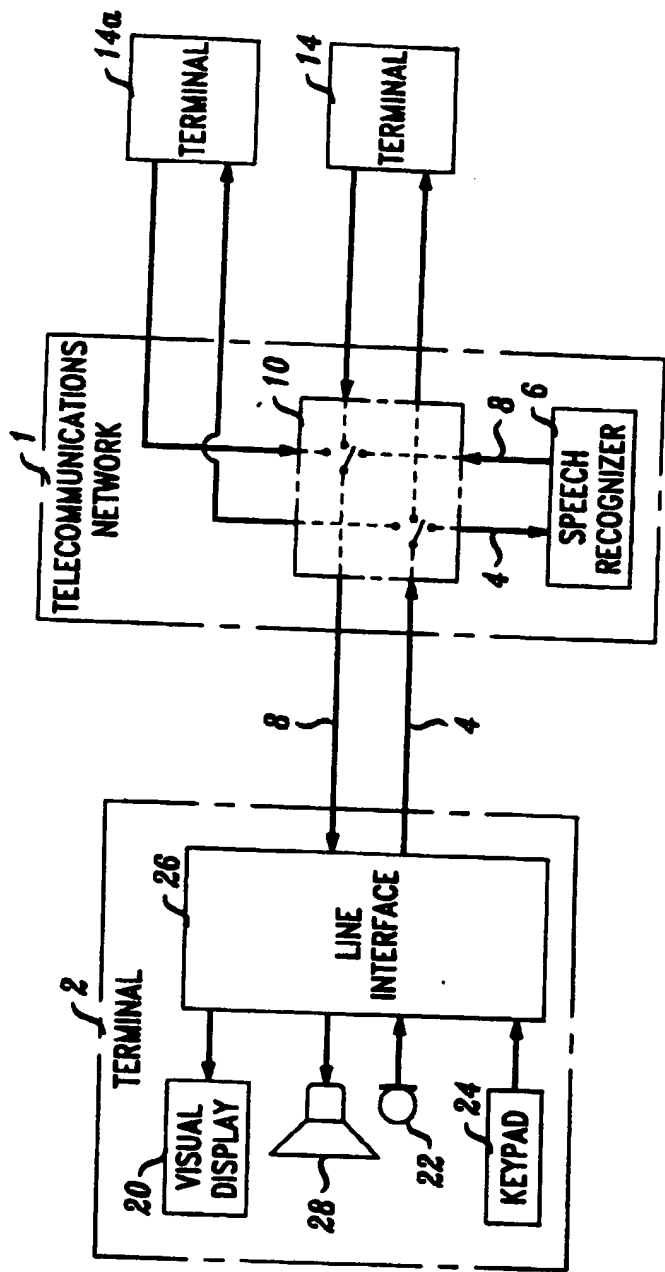 1
TELECOMMUNICATIONS
NETWORK
14a
TERMINAL
14
TERMINAL
10
8
4
6
SPEECH
RECOGNIZER
8
4
2
TERMINAL
26
LINE
INTERFACE
20
VISUAL
DISPLAY
28
22
24
KEYPAD